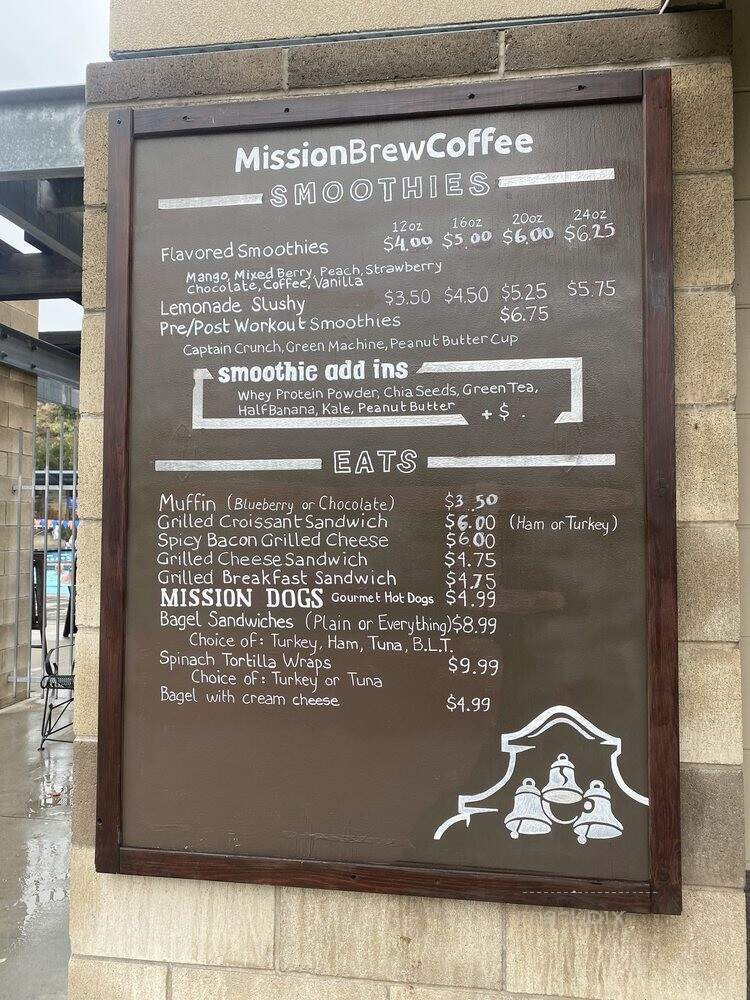 MissionBrewCoffee
SMOOTHIES
12oz 16oz 20oz 24oz
Flavored Smoothies $4.00 $5.00 $6.00 $6.25
Mango, Mixed Berry, Peach, Strawberry
Chocolate, Coffee, Vanilla
Lemonade Slushy $3.50 $4.50 $5.25 $5.75
Pre/Post Workout Smoothies $6.75
Captain Crunch, Green Machine, Peanut Butter Cup
smoothie add ins
Whey Protein Powder, Chia Seeds, Green Tea,
Half Banana, Kale, Peanut Butter + $ .
EATS
Muffin (Blueberry or Chocolate) $3.50
Grilled Croissant Sandwich $6.00 (Ham or Turkey)
Spicy Bacon Grilled Cheese $6.00
Grilled Cheese Sandwich $4.75
Grilled Breakfast Sandwich $4.75
MISSION DOGS Gourmet Hot Dogs $4.99
Bagel Sandwiches (Plain or Everything) $8.99
Choice of: Turkey, Ham, Tuna, B.L.T.
Spinach Tortilla Wraps $9.99
Choice of: Turkey or Tuna
Bagel with cream cheese $4.99